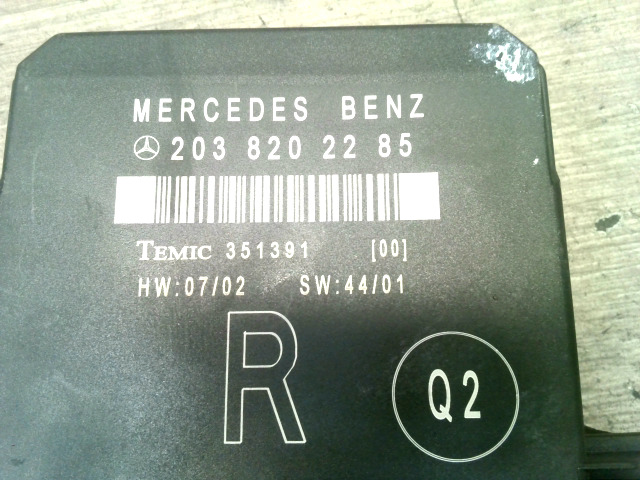 MERCEDES BENZ
203 820 22 85
TEMIC 351391 [00]
HW:07/02 SW:44/01
R
Q2